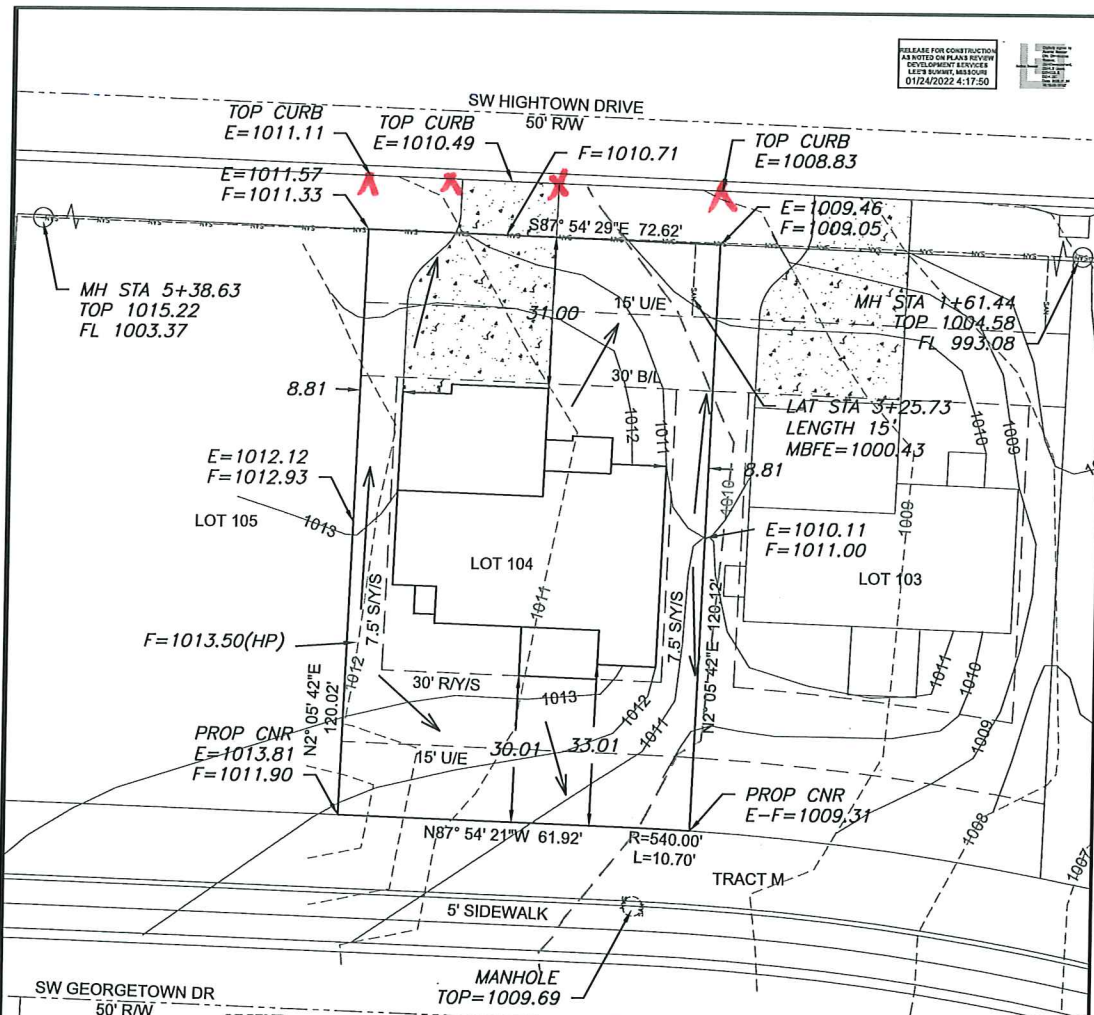 RELEASE FOR CONSTRUCTION
AS NOTED ON PLANS REVIEW
DEVELOPMENT SERVICES
LEE'S SUMMIT, MISSOURI
01/24/2022 4:17:50
SW HIGHTOWN DRIVE
50' R/W
TOP CURB
E=1011.11
TOP CURB
E=1010.49
F=1010.71
TOP CURB
E=1008.83
E=1011.57
F=1011.33
E=1009.46
F=1009.05
S87° 54' 29"E 72.62'
MH STA 5+38.63
TOP 1015.22
FL 1003.37
MH STA 1+61.44
TOP 1004.58
FL 993.08
15' U/E
31.00
30' B/L
8.81
1012
1011
1010
1009
LAT STA 3+25.73
LENGTH 15'
MBFE=1000.43
8.81
E=1012.12
F=1012.93
LOT 105
1013
1010
1009
E=1010.11
F=1011.00
LOT 104
LOT 103
1011
7.5' S/Y/S
7.5' S/Y/S
F=1013.50(HP)
1012
N2° 05' 42"E
120.02'
N2° 05' 42"E 120.12'
30' R/Y/S
1013
1012
1011
1011
1010
1009
PROP CNR
E=1013.81
F=1011.90
15' U/E
30.01
33.01
PROP CNR
E-F=1009.31
N87° 54' 21"W 61.92'
R=540.00'
L=10.70'
1008
1007
TRACT M
5' SIDEWALK
MANHOLE
TOP=1009.69
SW GEORGETOWN DR
50' R/W